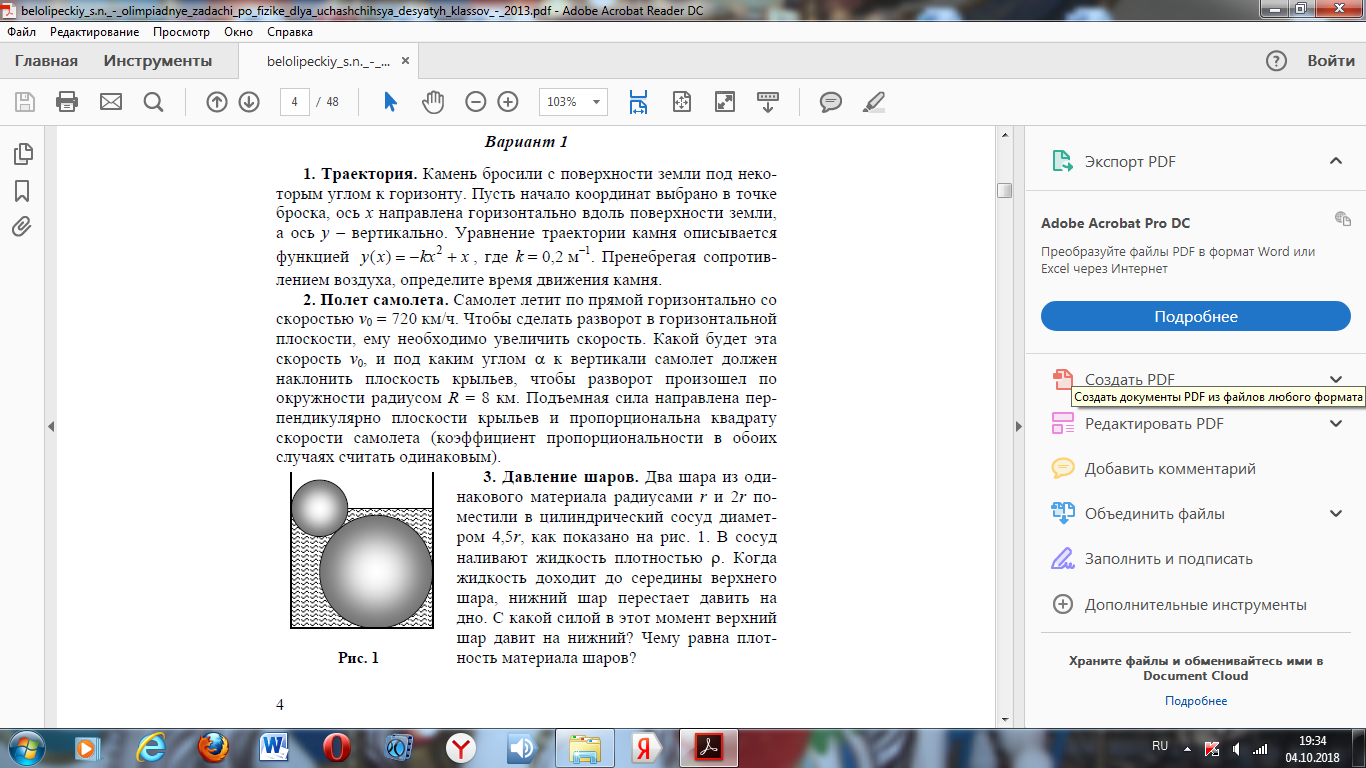 belolipeckiy_s.n._-_olimpiadnye_zadachi_po_fizike_dlya_uchashchihsya_desyatyh_klassov_-_2013.pdf - Adobe Acrobat Reader DC
Файл Редактирование Просмотр Окно Справка
Главная Инструменты belolipeckiy_s.n._-_... × Войти
4 / 48 103%
Вариант 1
1. Траектория. Камень бросили с поверхности земли под неко-
торым углом к горизонту. Пусть начало координат выбрано в точке
броска, ось x направлена горизонтально вдоль поверхности земли,
а ось y – вертикально. Уравнение траектории камня описывается
функцией y(x) = −kx² + x , где k = 0,2 м⁻¹. Пренебрегая сопротив-
лением воздуха, определите время движения камня.
2. Полет самолета. Самолет летит по прямой горизонтально со
скоростью v₀ = 720 км/ч. Чтобы сделать разворот в горизонтальной
плоскости, ему необходимо увеличить скорость. Какой будет эта
скорость v₀, и под каким углом α к вертикали самолет должен
наклонить плоскость крыльев, чтобы разворот произошел по
окружности радиусом R = 8 км. Подъемная сила направлена пер-
пендикулярно плоскости крыльев и пропорциональна квадрату
скорости самолета (коэффициент пропорциональности в обоих
случаях считать одинаковым).
3. Давление шаров. Два шара из оди-
накового материала радиусами r и 2r по-
местили в цилиндрический сосуд диамет-
ром 4,5r, как показано на рис. 1. В сосуд
наливают жидкость плотностью ρ. Когда
жидкость доходит до середины верхнего
шара, нижний шар перестает давить на
дно. С какой силой в этот момент верхний
шар давит на нижний? Чему равна плот-
ность материала шаров?
Рис. 1
4
Экспорт PDF
Adobe Acrobat Pro DC
Преобразуйте файлы PDF в формат Word или
Excel через Интернет
Подробнее
Создать PDF
Создать документы PDF из файлов любого формата
Редактировать PDF
Добавить комментарий
Объединить файлы
Заполнить и подписать
Дополнительные инструменты
Храните файлы и обменивайтесь ими в
Document Cloud
Подробнее
RU
19:34
04.10.2018